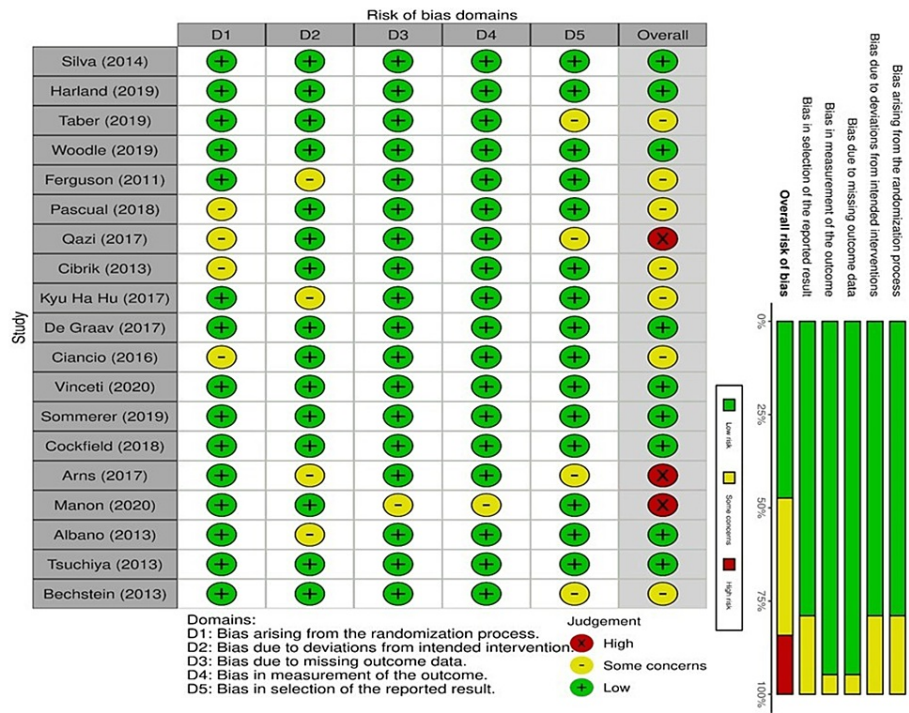 Risk of bias domains
D1 D2 D3 D4 D5 Overall
Study
Silva (2014) + + + + + +
Harland (2019) + + + + + +
Taber (2019) + + + + - -
Woodle (2019) + + + + + +
Ferguson (2011) + - + + + -
Pascual (2018) - + + + + -
Qazi (2017) - + + + - X
Cibrik (2013) - + + + + -
Kyu Ha Hu (2017) + - + + + -
De Graav (2017) + + + + + +
Ciancio (2016) - + + + + -
Vinceti (2020) + + + + + +
Sommerer (2019) + + + + + +
Cockfield (2018) + + + + + +
Arns (2017) + - + + - X
Manon (2020) + + - - + X
Albano (2013) + - + + + +
Tsuchiya (2013) + + + + + +
Bechstein (2013) + + + + - -
Domains:
D1: Bias arising from the randomization process.
D2: Bias due to deviations from intended intervention.
D3: Bias due to missing outcome data.
D4: Bias in measurement of the outcome.
D5: Bias in selection of the reported result.
Judgement
X High
- Some concerns
+ Low
Bias arising from the randomization process
Bias due to deviations from intended interventions
Bias due to missing outcome data
Bias in measurement of the outcome
Bias in selection of the reported result
Overall risk of bias
0%
25%
50%
75%
100%
Low risk
Some concerns
High risk